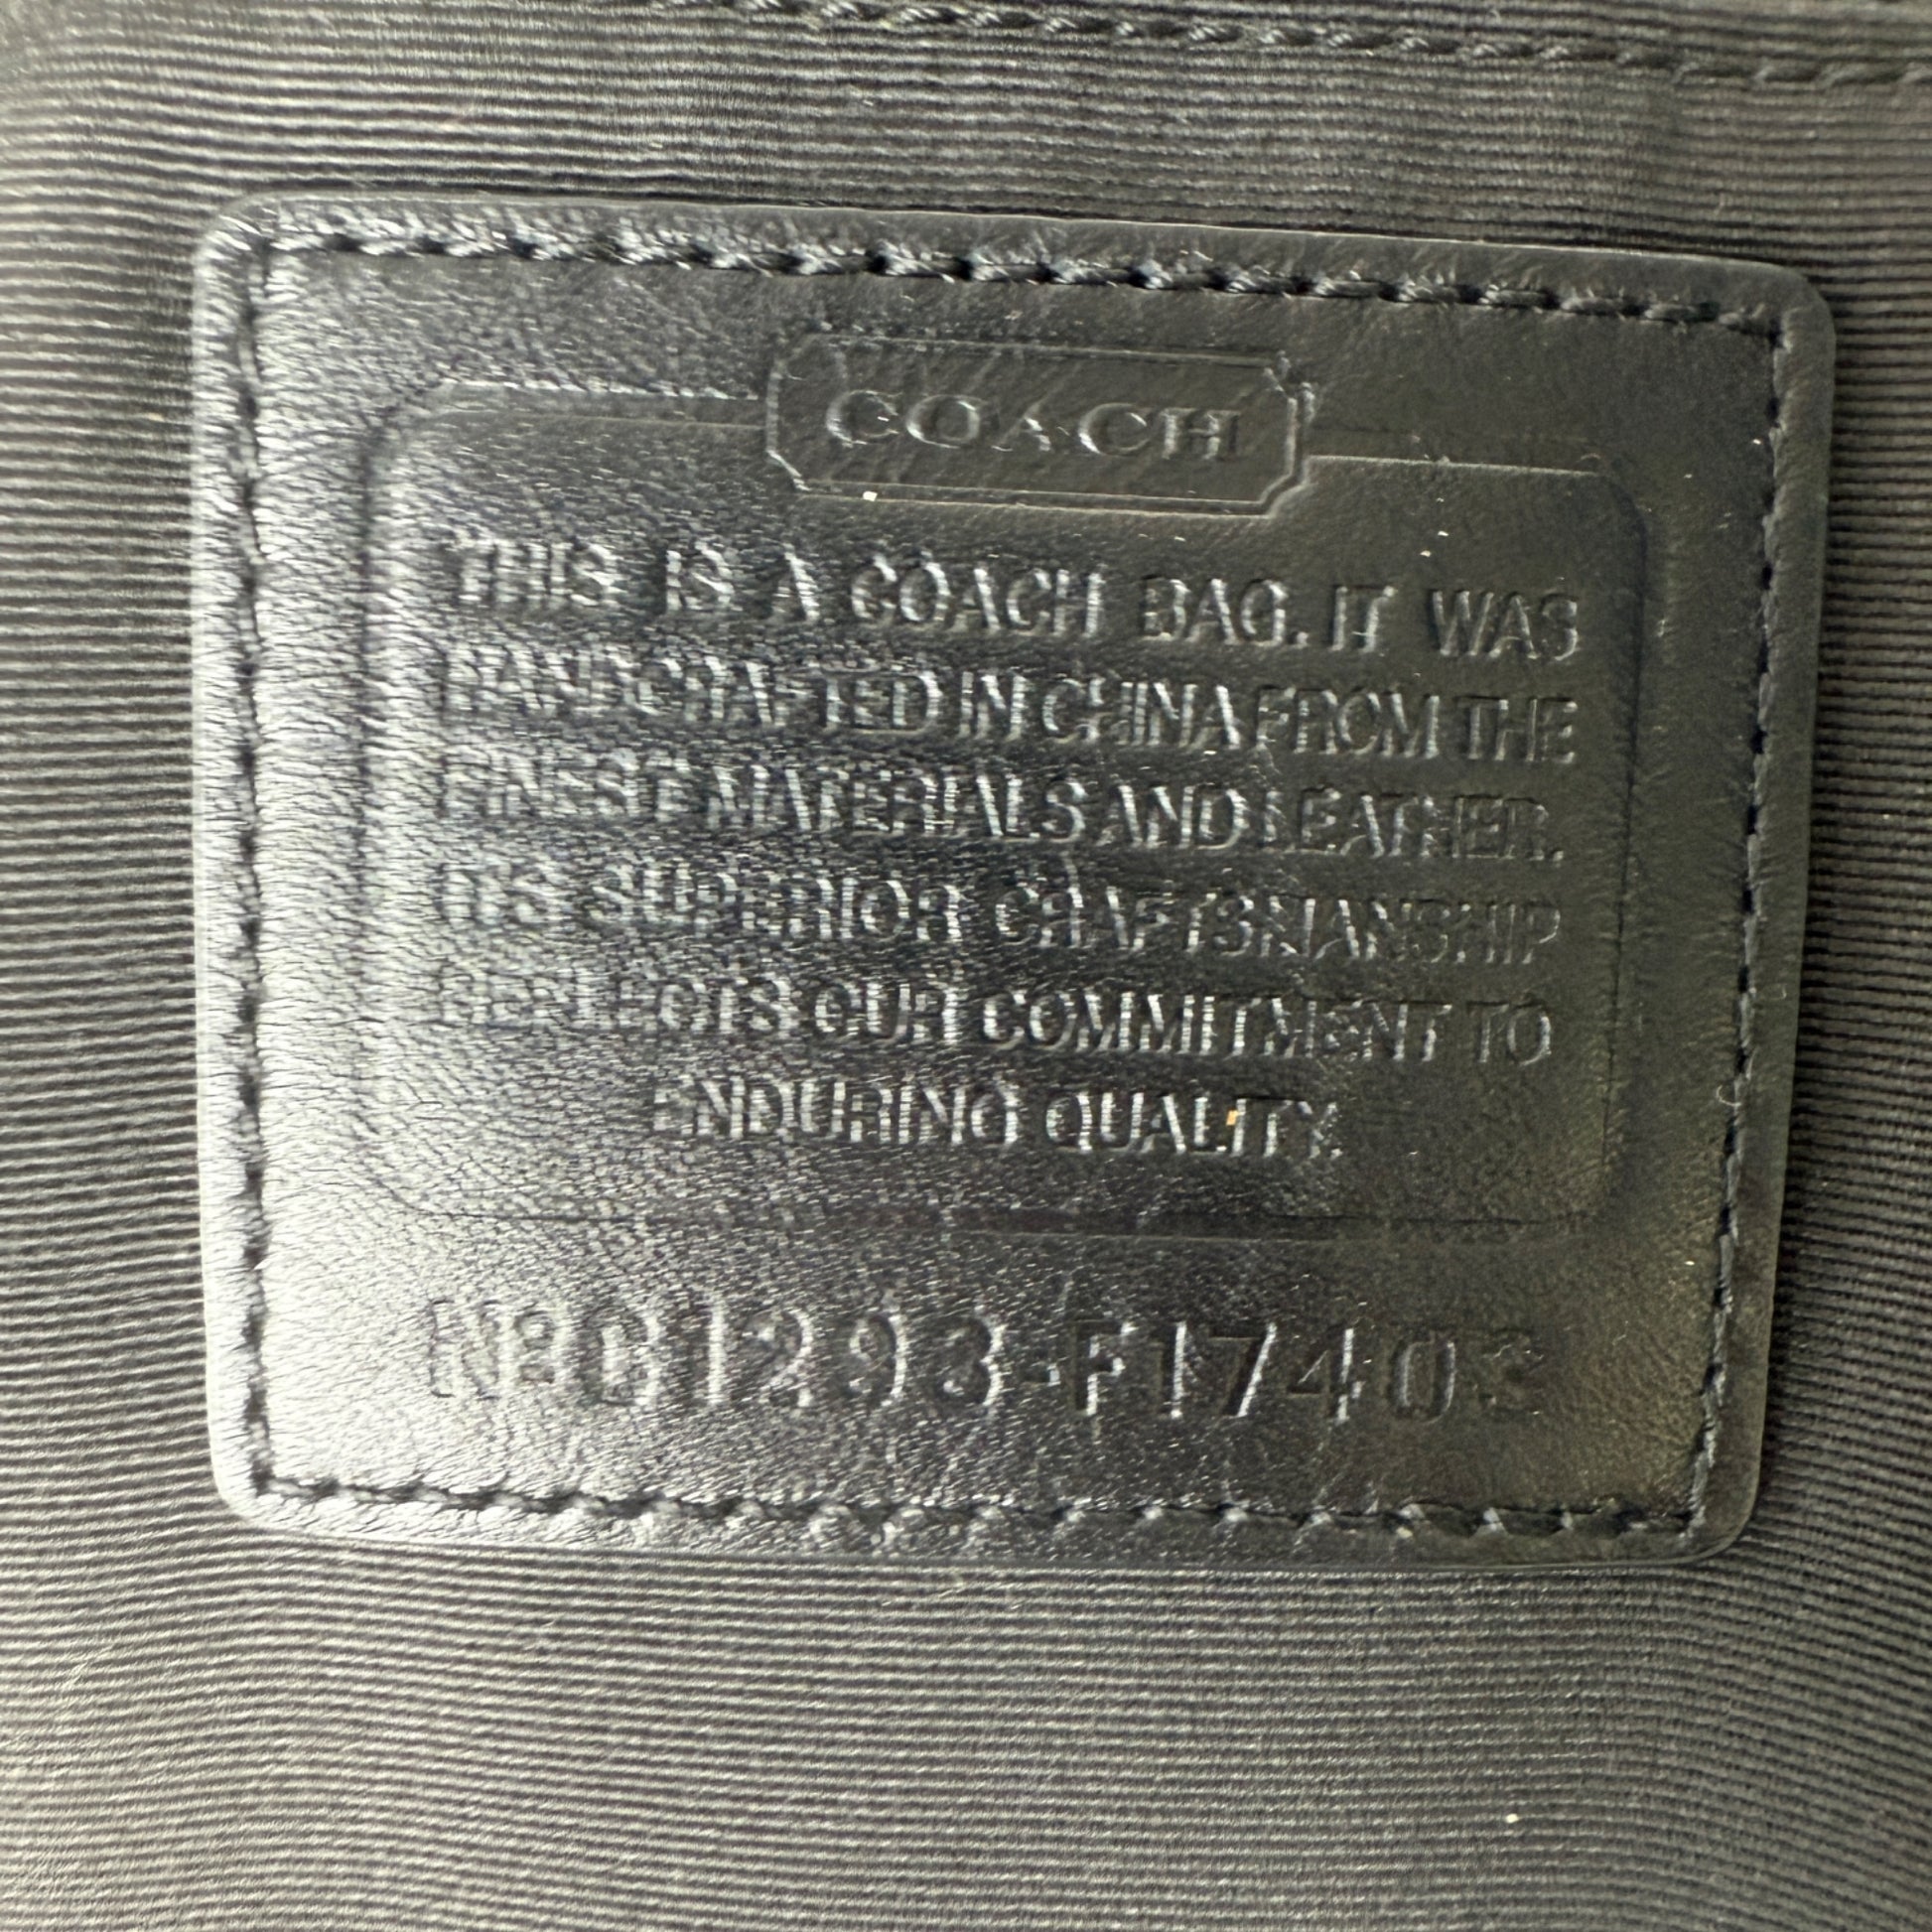 COACH
THIS IS A COACH BAG. IT WAS
HANDCRAFTED IN CHINA FROM THE
FINEST MATERIALS AND LEATHER.
ITS SUPERIOR CRAFTSMANSHIP
REFLECTS OUR COMMITMENT TO
ENDURING QUALITY.